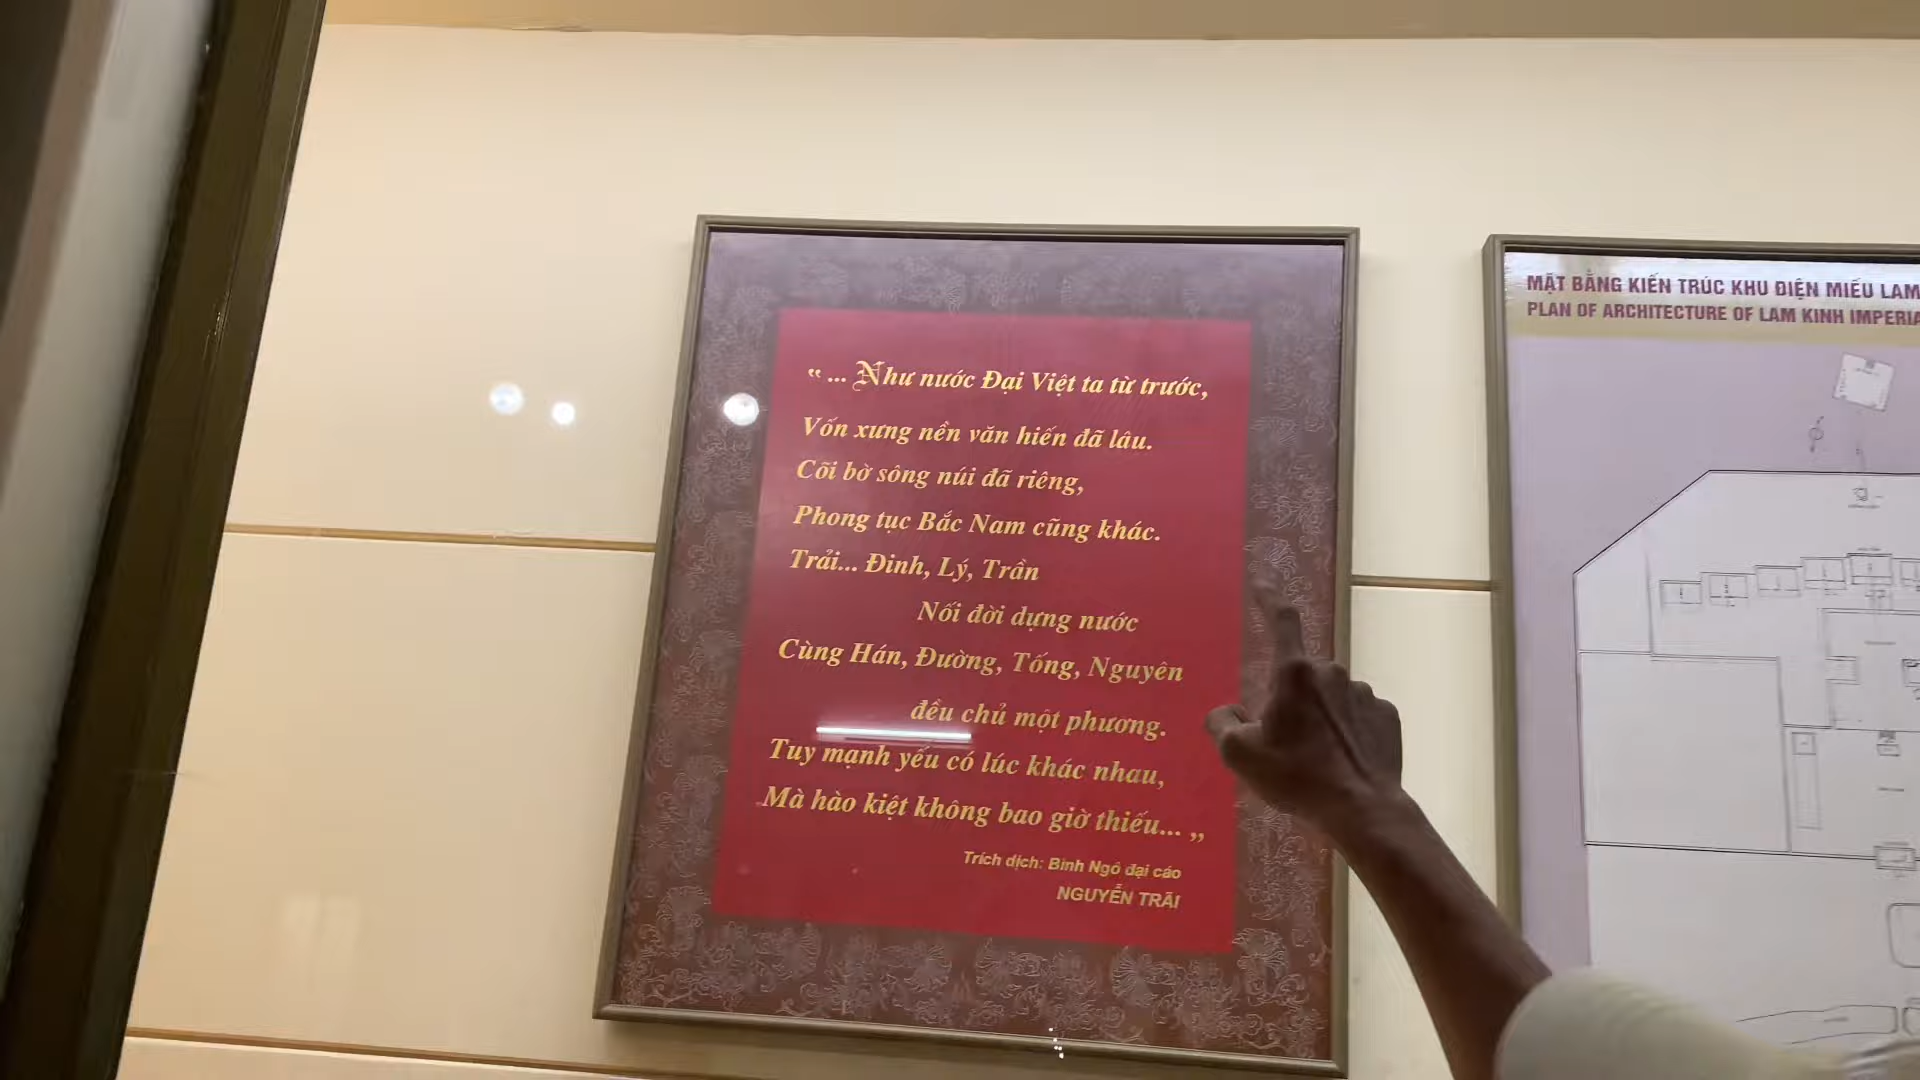 “ ... Như nước Đại Việt ta từ trước,
Vốn xưng nền văn hiến đã lâu.
Cõi bờ sông núi đã riêng,
Phong tục Bắc Nam cũng khác.
Trải... Đinh, Lý, Trần
Nối đời dựng nước
Cùng Hán, Đường, Tống, Nguyên
đều chủ một phương.
Tuy mạnh yếu có lúc khác nhau,
Mà hào kiệt không bao giờ thiếu... „
Trích dịch: Bình Ngô đại cáo
NGUYỄN TRÃI
MẶT BẰNG KIẾN TRÚC KHU ĐIỆN MIẾU LAM
PLAN OF ARCHITECTURE OF LAM KINH IMPERIA